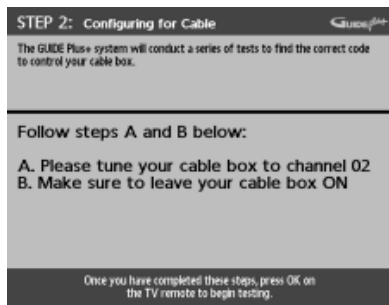 STEP 2: Configuring for Cable GUIDE Plus+
The GUIDE Plus+ system will conduct a series of tests to find the correct code
to control your cable box.
Follow steps A and B below:
A. Please tune your cable box to channel 02
B. Make sure to leave your cable box ON
Once you have completed these steps, press OK on
the TV remote to begin testing.